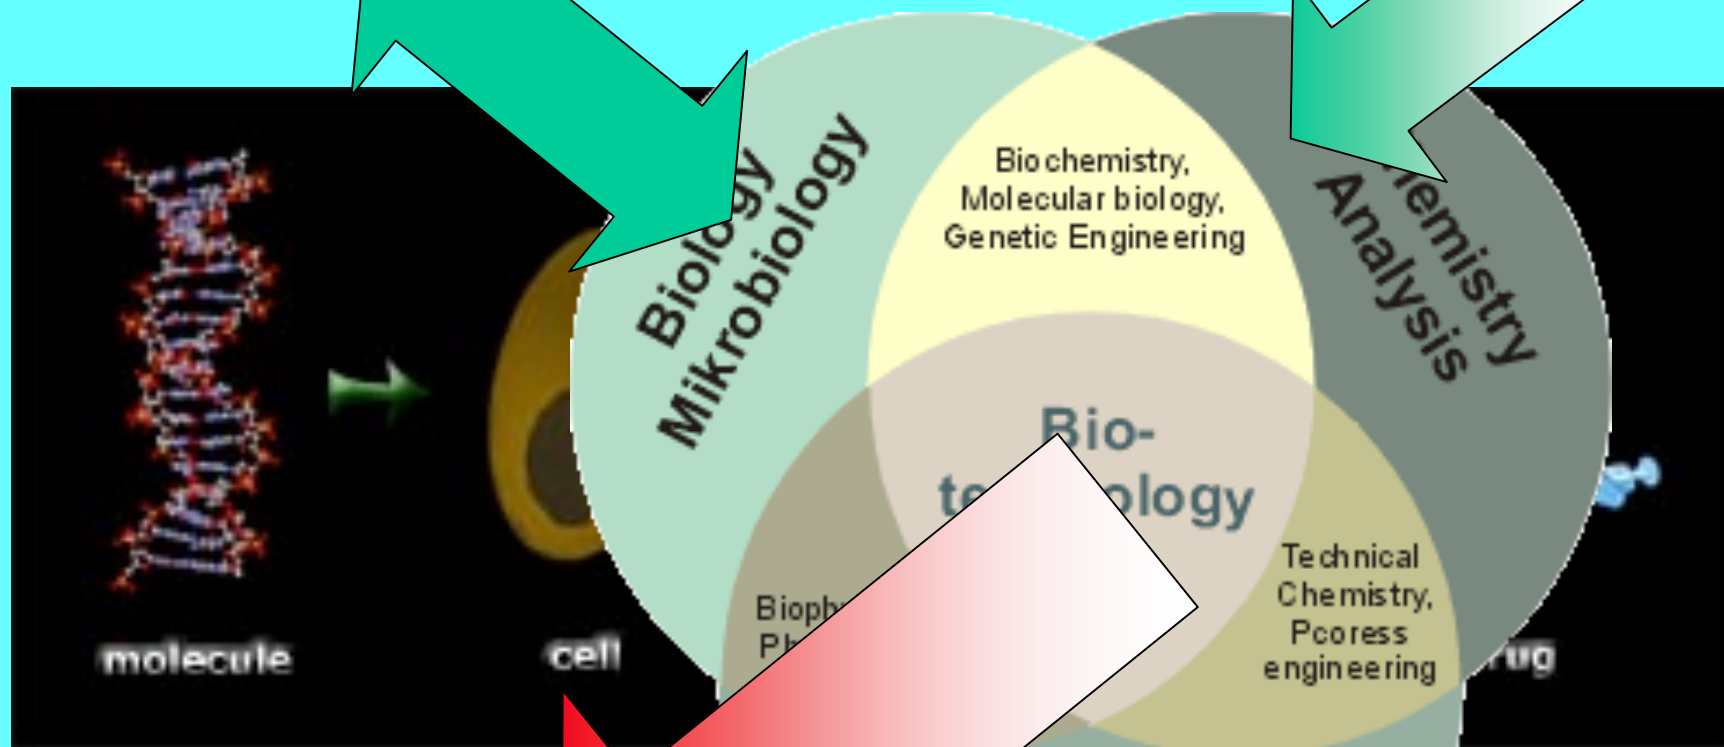 Biology
Mikrobiology
Biochemistry,
Molecular biology,
Genetic Engineering
Analysis
Bio-
Technical
Chemistry,
Pcoress
engineering
molecule
cell